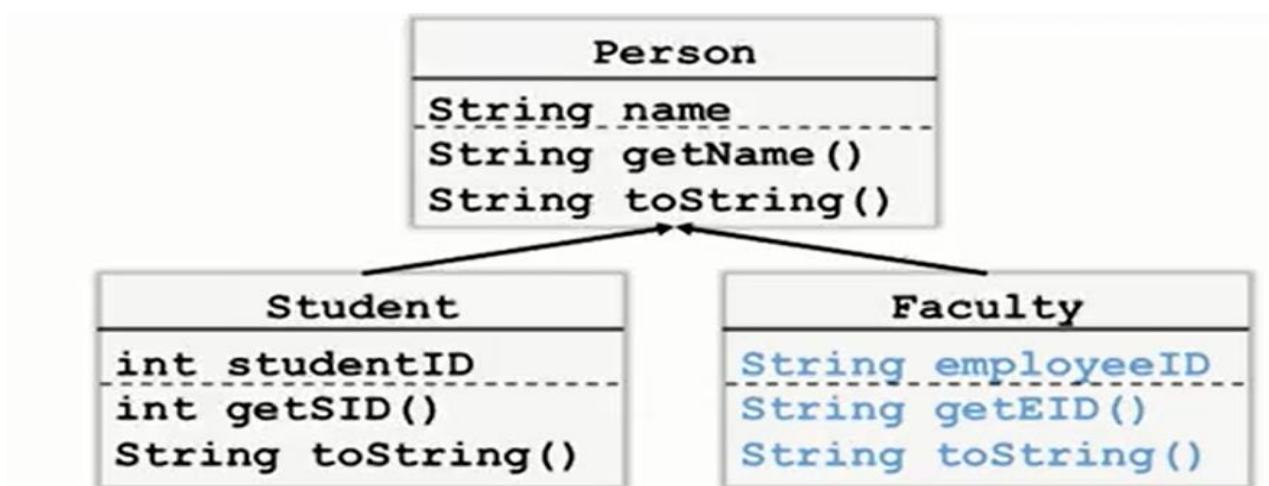 Person
String name
String getName()
String toString()
Student
int studentID
int getSID()
String toString()
Faculty
String employeeID
String getEID()
String toString()